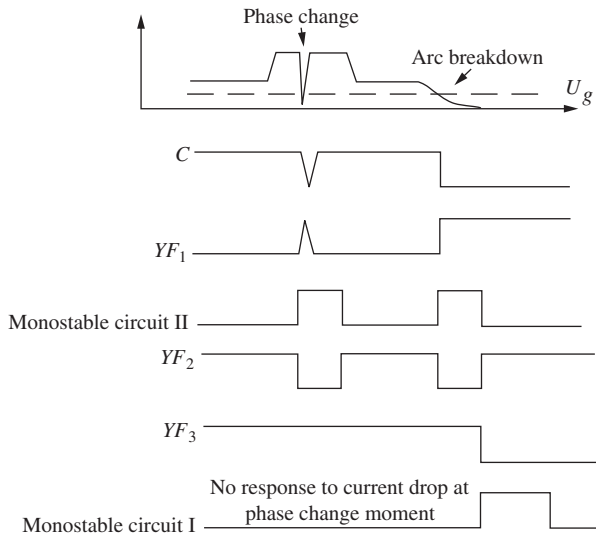 Phase change
Arc breakdown
U_g
C
YF_1
Monostable circuit II
YF_2
YF_3
No response to current drop at
phase change moment
Monostable circuit I